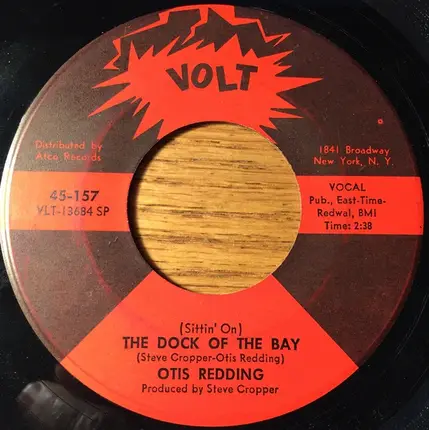 VOLT
Distributed by
Atco Records
1841 Broadway
New York, N. Y.
45-157
VLT-13684 SP
VOCAL
Pub., East-Time-
Redwal, BMI
Time: 2:38
(Sittin' On)
THE DOCK OF THE BAY
(Steve Cropper-Otis Redding)
OTIS REDDING
Produced by Steve Cropper